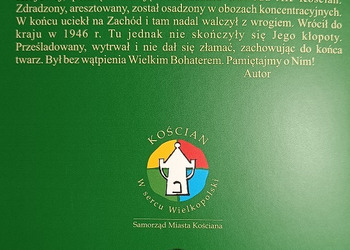 Kościan.
Zdradzony, aresztowany, został osadzony w obozach koncentracyjnych.
W końcu uciekł na Zachód i tam nadal walczył z wrogiem. Wrócił do
kraju w 1946 r. Tu jednak nie skończyły się Jego kłopoty.
Prześladowany, wytrwał i nie dał się złamać, zachowując do końca
twarz. Był bez wątpienia Wielkim Bohaterem. Pamiętajmy o Nim!
Autor
KOŚCIAN
W sercu Wielkopolski
Samorząd Miasta Kościana